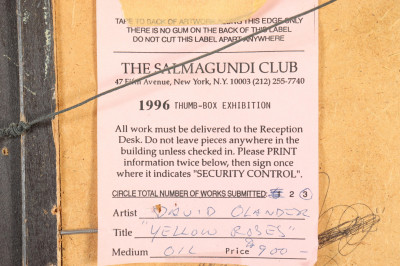 TAPE TO BACK OF ARTWORK USING THIS EDGE ONLY
THERE IS NO GUM ON THE BACK OF THIS LABEL
DO NOT CUT THIS LABEL APART ANYWHERE
THE SALMAGUNDI CLUB
47 Fifth Avenue, New York, N.Y. 10003 (212) 255-7740
1996 THUMB-BOX EXHIBITION
All work must be delivered to the Reception
Desk. Do not leave pieces anywhere in the
building unless checked in. Please PRINT
information twice below, then sign once
where it indicates "SECURITY CONTROL".
CIRCLE TOTAL NUMBER OF WORKS SUBMITTED 2 3
Artist DAVID OLANDER
Title "YELLOW ROSES"
Medium OIL Price $900-